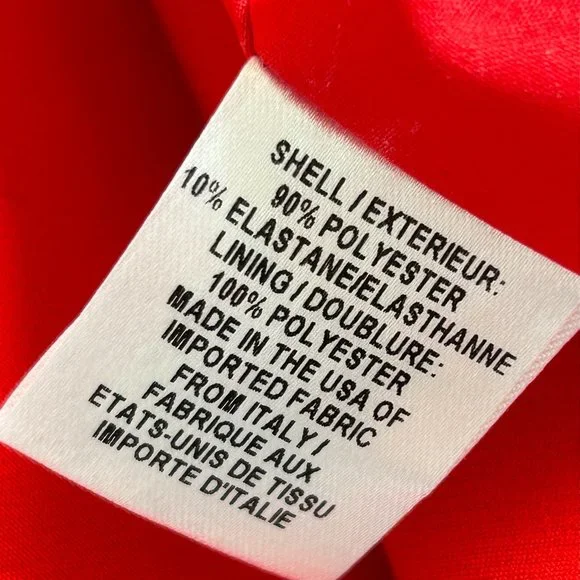 SHELL / EXTERIEUR:
90% POLYESTER
10% ELASTANE/ELASTHANNE
LINING / DOUBLURE:
100% POLYESTER
MADE IN THE USA OF
IMPORTED FABRIC
FROM ITALY /
FABRIQUE AUX
ETATS-UNIS DE TISSU
IMPORTE D'ITALIE